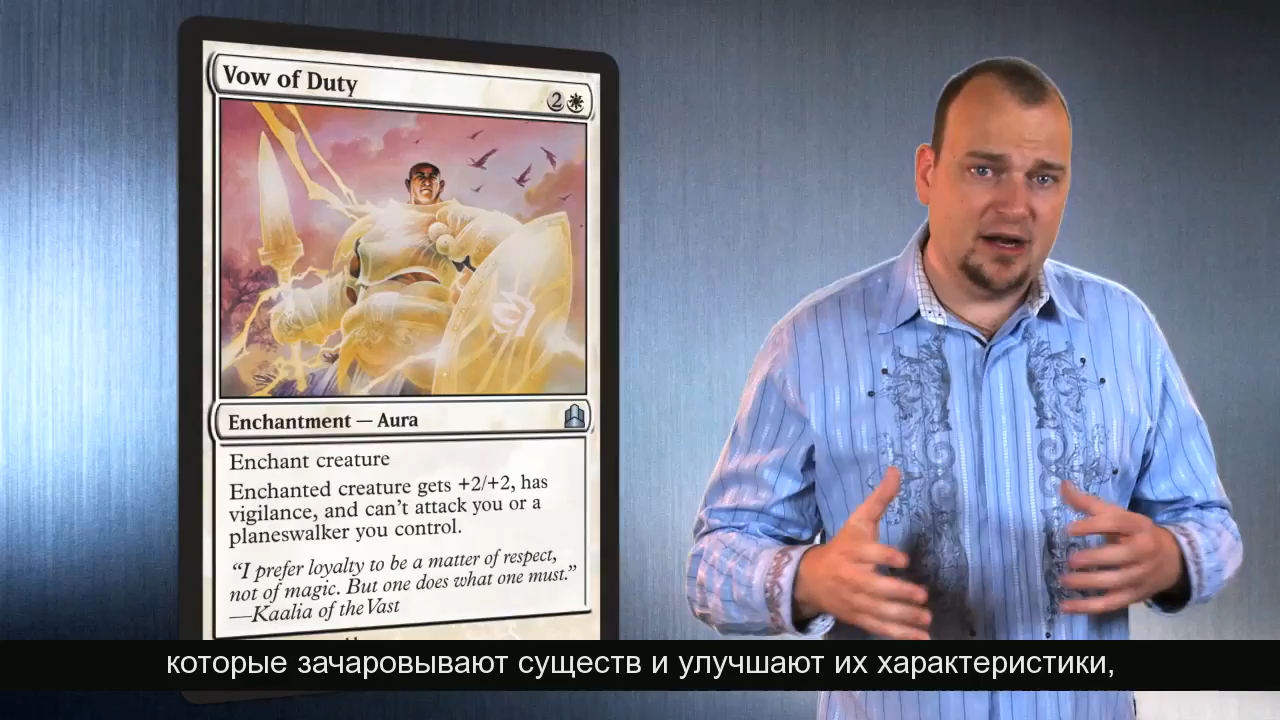 Vow of Duty
2
Enchantment — Aura
Enchant creature
Enchanted creature gets +2/+2, has
vigilance, and can't attack you or a
planeswalker you control.
“I prefer loyalty to be a matter of respect,
not of magic. But one does what one must.”
—Kaalia of the Vast
которые зачаровывают существ и улучшают их характеристики,